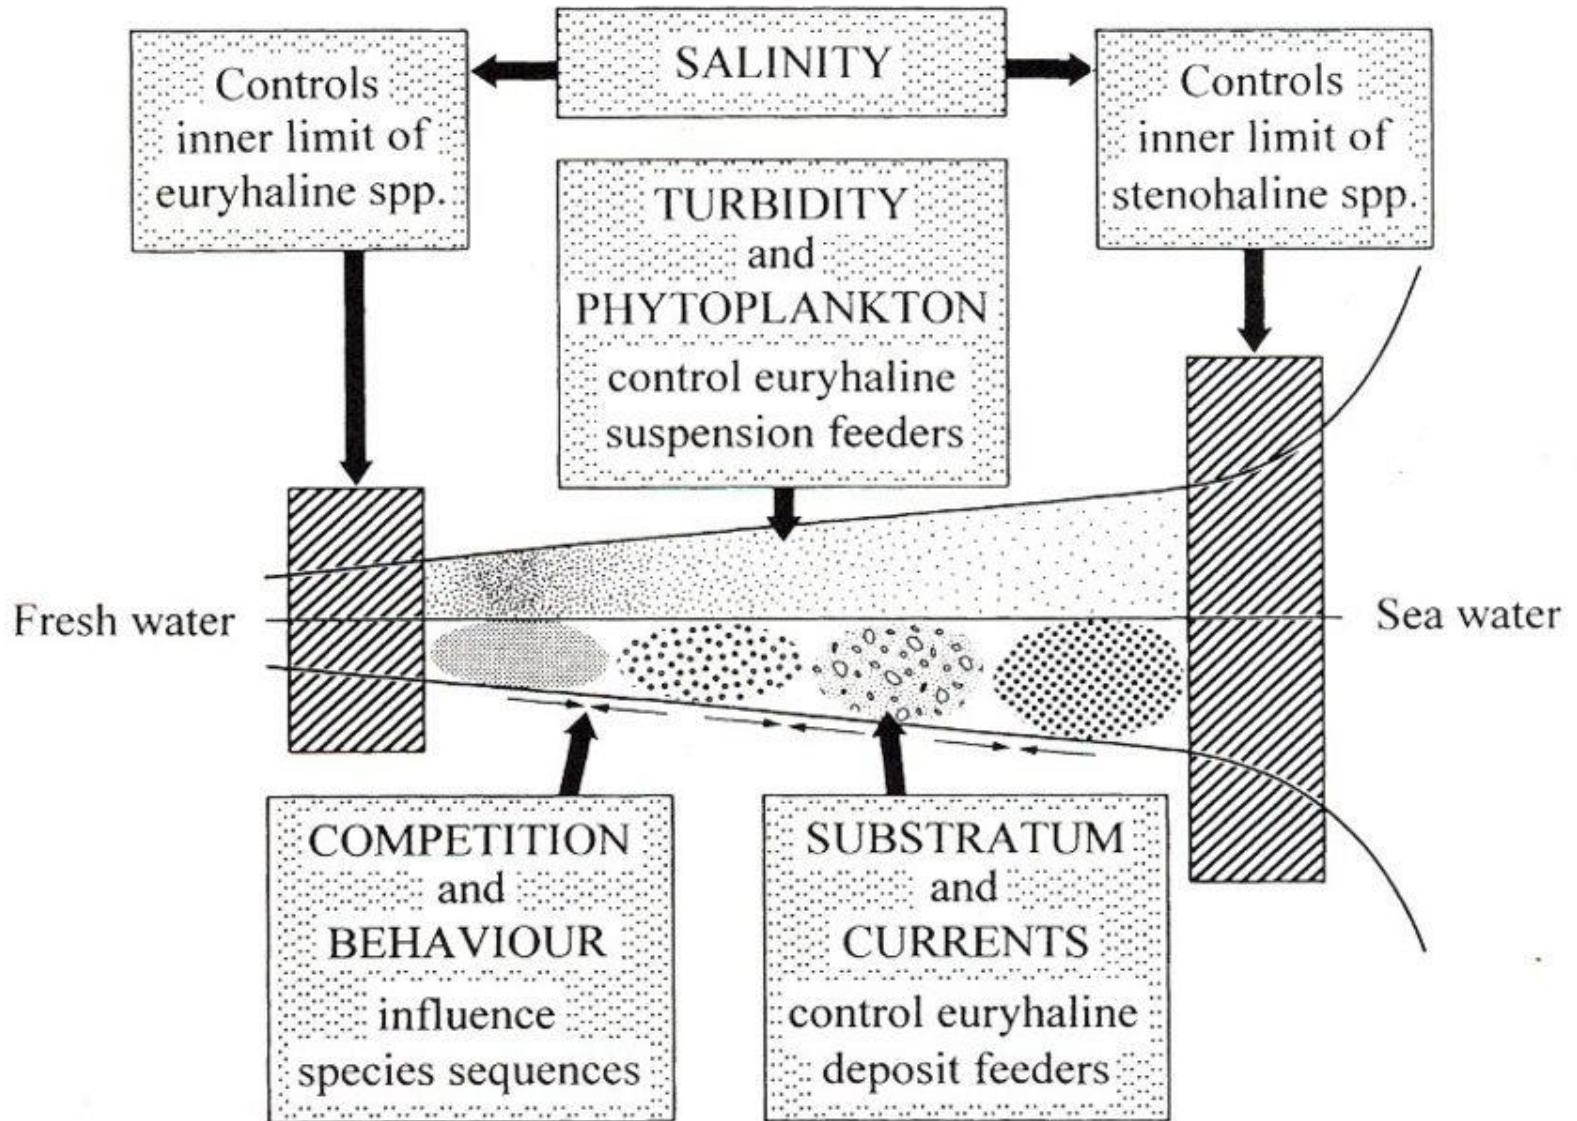 SALINITY
Controls
inner limit of
euryhaline spp.
Controls
inner limit of
stenohaline spp.
TURBIDITY
and
PHYTOPLANKTON
control euryhaline
suspension feeders
Fresh water
Sea water
COMPETITION
and
BEHAVIOUR
influence
species sequences
SUBSTRATUM
and
CURRENTS
control euryhaline
deposit feeders